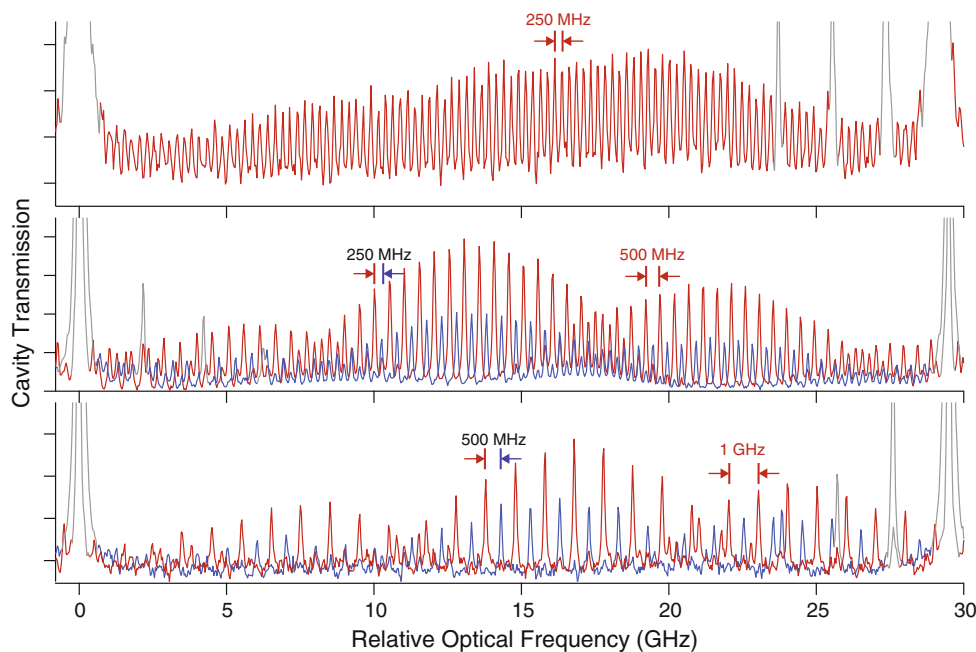 250 MHz
250 MHz
500 MHz
500 MHz
1 GHz
Cavity Transmission
0 5 10 15 20 25 30
Relative Optical Frequency (GHz)